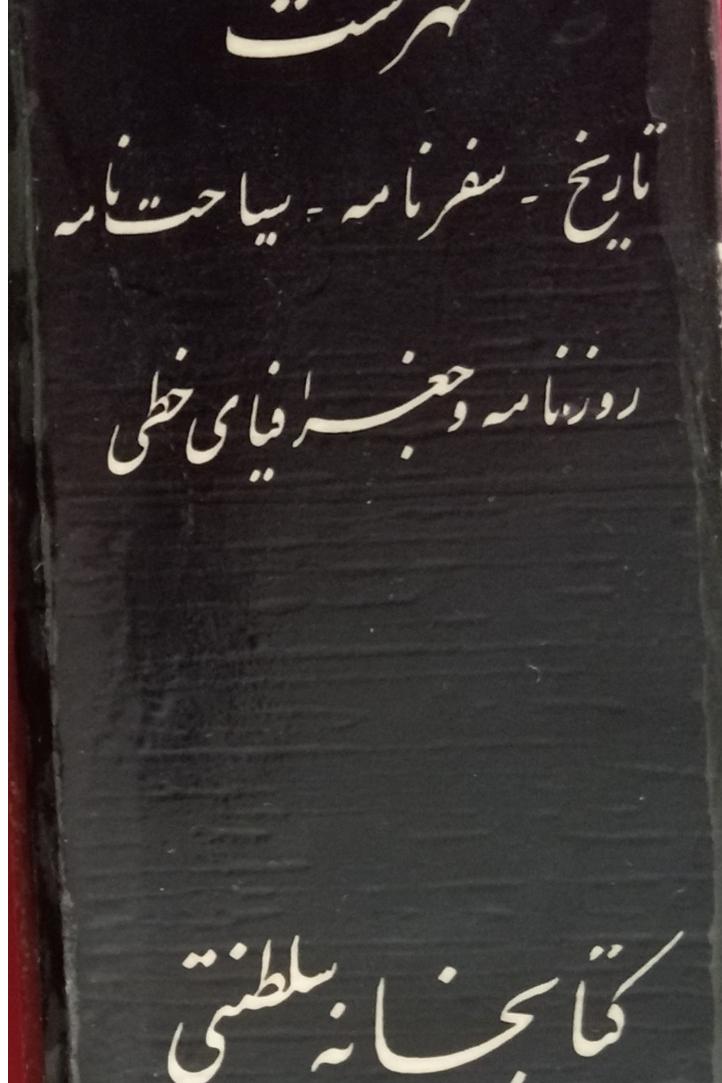 فهرست
تاریخ - سفرنامه - سیاحت‌نامه
روزنامه و جغرافیای خطی
کتابخانه سلطنتی